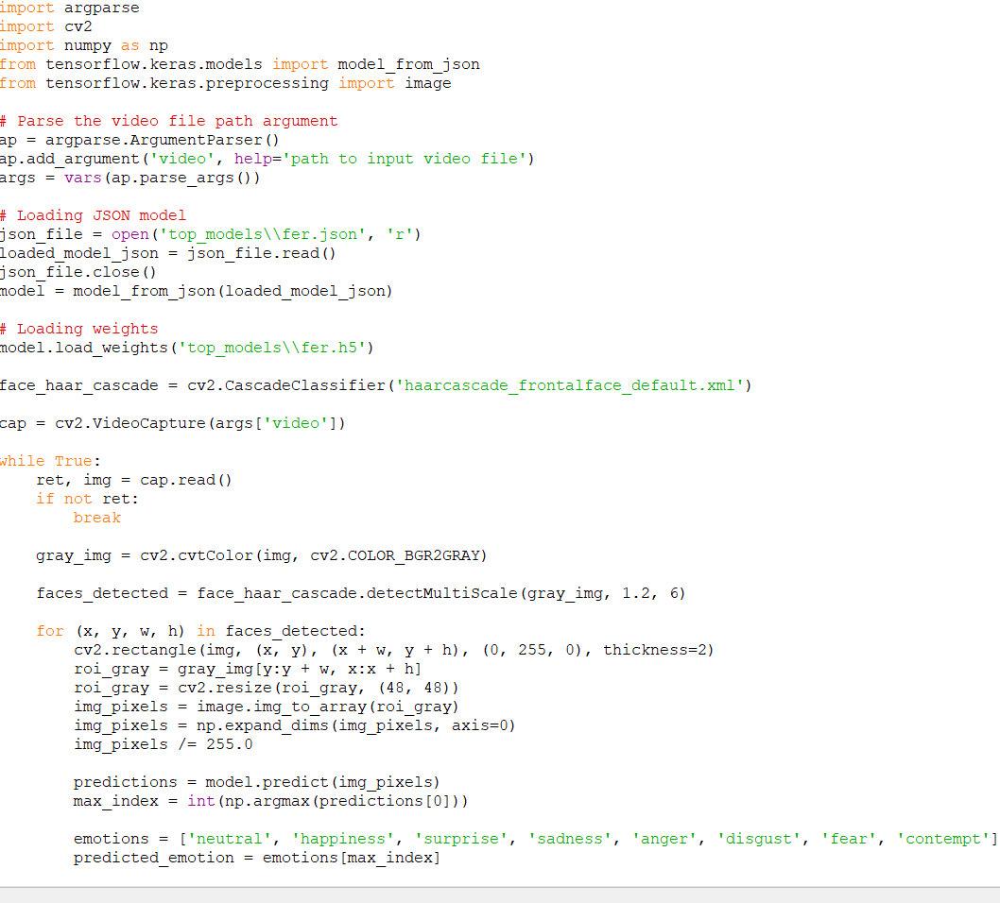 import argparse
import cv2
import numpy as np
from tensorflow.keras.models import model_from_json
from tensorflow.keras.preprocessing import image

# Parse the video file path argument
ap = argparse.ArgumentParser()
ap.add_argument('video', help='path to input video file')
args = vars(ap.parse_args())

# Loading JSON model
json_file = open('top_models\\fer.json', 'r')
loaded_model_json = json_file.read()
json_file.close()
model = model_from_json(loaded_model_json)

# Loading weights
model.load_weights('top_models\\fer.h5')

face_haar_cascade = cv2.CascadeClassifier('haarcascade_frontalface_default.xml')

cap = cv2.VideoCapture(args['video'])

while True:
    ret, img = cap.read()
    if not ret:
        break

    gray_img = cv2.cvtColor(img, cv2.COLOR_BGR2GRAY)

    faces_detected = face_haar_cascade.detectMultiScale(gray_img, 1.2, 6)

    for (x, y, w, h) in faces_detected:
        cv2.rectangle(img, (x, y), (x + w, y + h), (0, 255, 0), thickness=2)
        roi_gray = gray_img[y:y + w, x:x + h]
        roi_gray = cv2.resize(roi_gray, (48, 48))
        img_pixels = image.img_to_array(roi_gray)
        img_pixels = np.expand_dims(img_pixels, axis=0)
        img_pixels /= 255.0

        predictions = model.predict(img_pixels)
        max_index = int(np.argmax(predictions[0]))

        emotions = ['neutral', 'happiness', 'surprise', 'sadness', 'anger', 'disgust', 'fear', 'contempt']
        predicted_emotion = emotions[max_index]